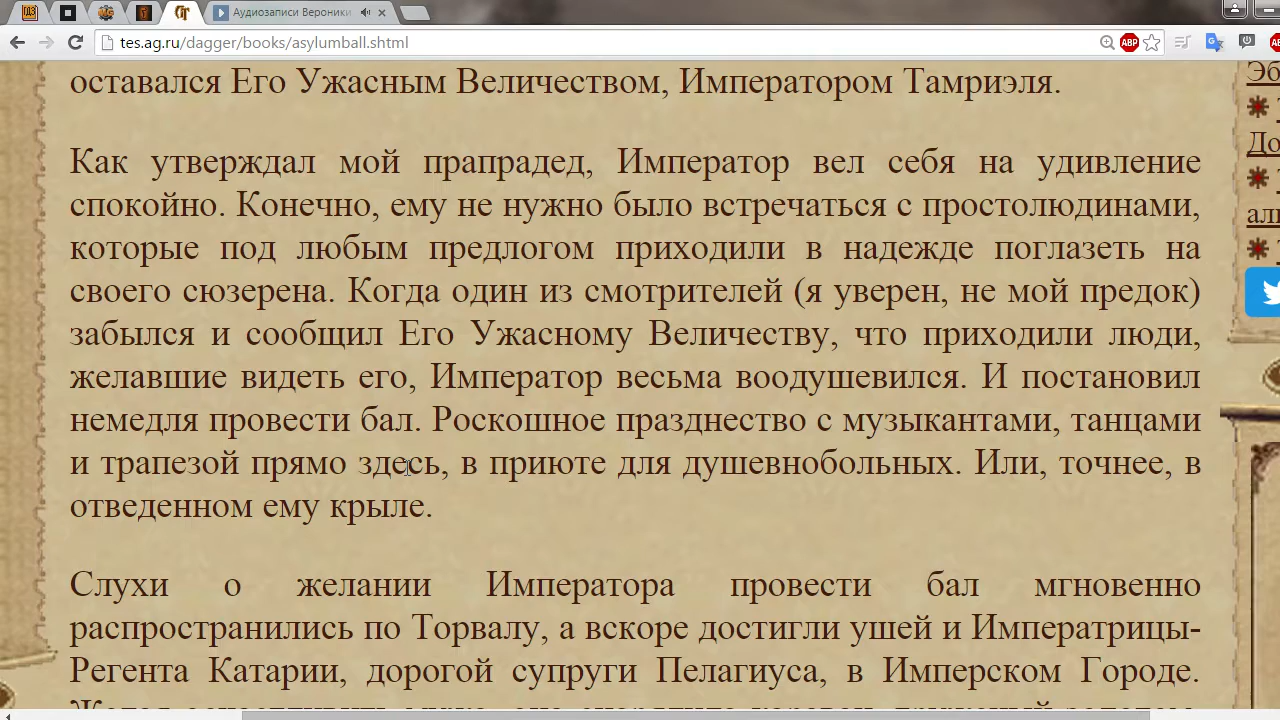 Аудиозаписи Вероники
tes.ag.ru/dagger/books/asylumball.shtml
ABP
оставался Его Ужасным Величеством, Императором Тамриэля.
Как утверждал мой прапрадед, Император вел себя на удивление
спокойно. Конечно, ему не нужно было встречаться с простолюдинами,
которые под любым предлогом приходили в надежде поглазеть на
своего сюзерена. Когда один из смотрителей (я уверен, не мой предок)
забылся и сообщил Его Ужасному Величеству, что приходили люди,
желавшие видеть его, Император весьма воодушевился. И постановил
немедля провести бал. Роскошное празднество с музыкантами, танцами
и трапезой прямо здесь, в приюте для душевнобольных. Или, точнее, в
отведенном ему крыле.
Слухи о желании Императора провести бал мгновенно
распространились по Торвалу, а вскоре достигли ушей и Императрицы-
Регента Катарии, дорогой супруги Пелагиуса, в Имперском Городе.